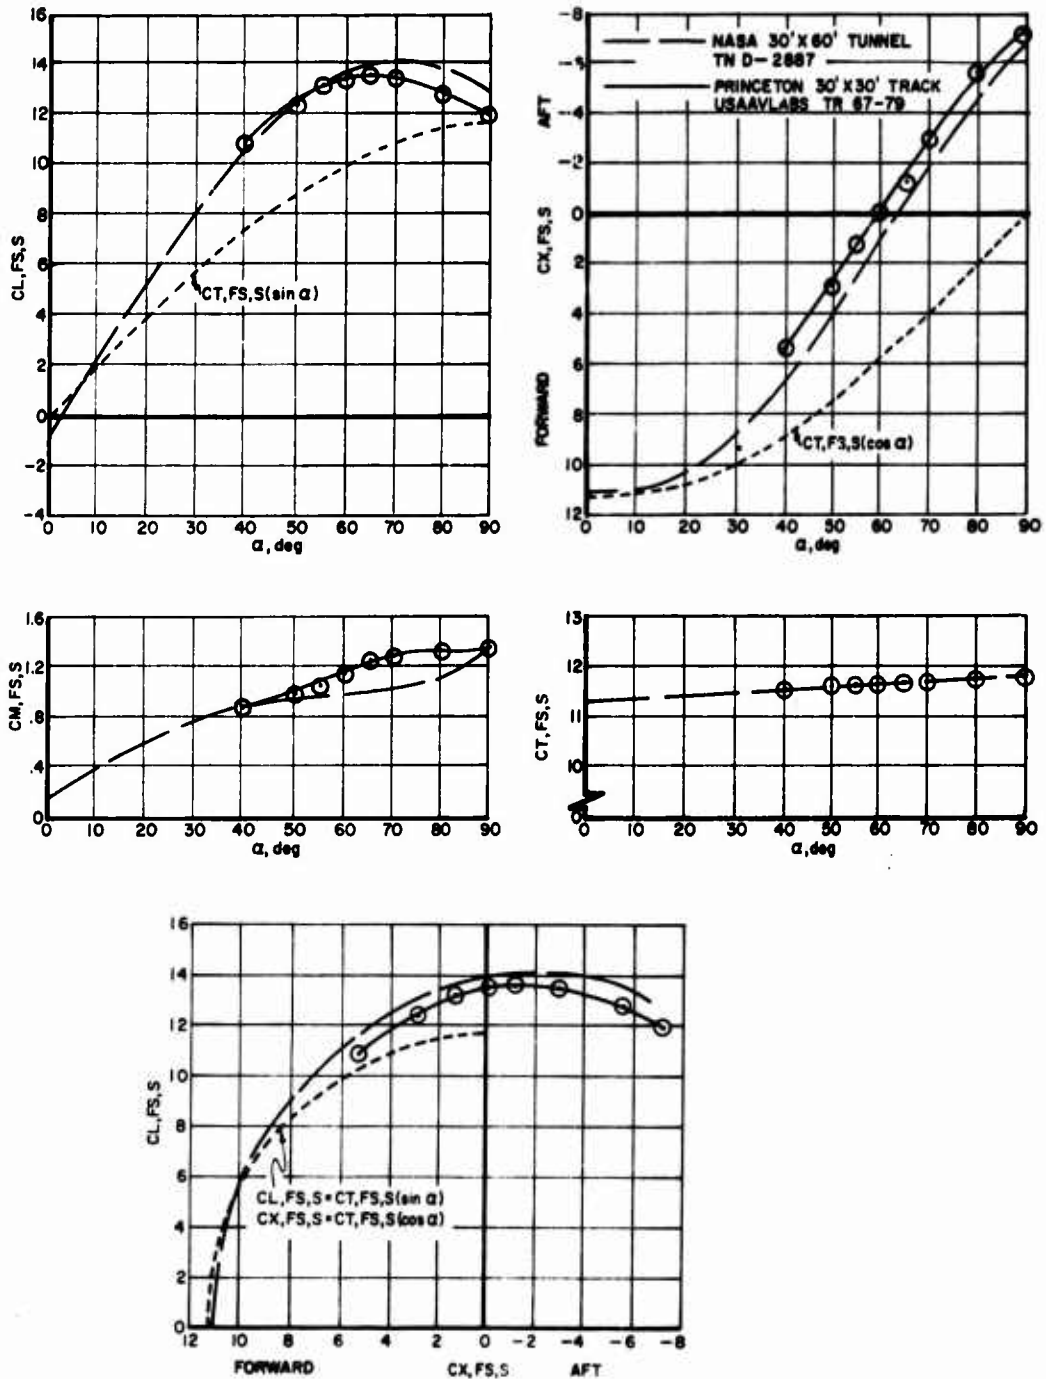 16
14
12
10
8
6
4
2
0
-2
-4
CL,FS,S
CT,FS,S(sin α)
0 10 20 30 40 50 60 70 80 90
α, deg
-8
-6
-4
-2
0
2
4
6
8
10
12
AFT
CX,FS,S
FORWARD
NASA 30'X60' TUNNEL
TN D-2887
PRINCETON 30'X30' TRACK
USAAVLABS TR 67-79
CT,FS,S(cos α)
0 10 20 30 40 50 60 70 80 90
α, deg
1.6
1.2
.8
.4
0
CM,FS,S
0 10 20 30 40 50 60 70 80 90
α, deg
13
12
11
10
0
CT,FS,S
0 10 20 30 40 50 60 70 80 90
α, deg
16
14
12
10
8
6
4
2
0
CL,FS,S
CL,FS,S=CT,FS,S(sin α)
CX,FS,S=CT,FS,S(cos α)
12 10 8 6 4 2 0 -2 -4 -6 -8
FORWARD CX,FS,S AFT